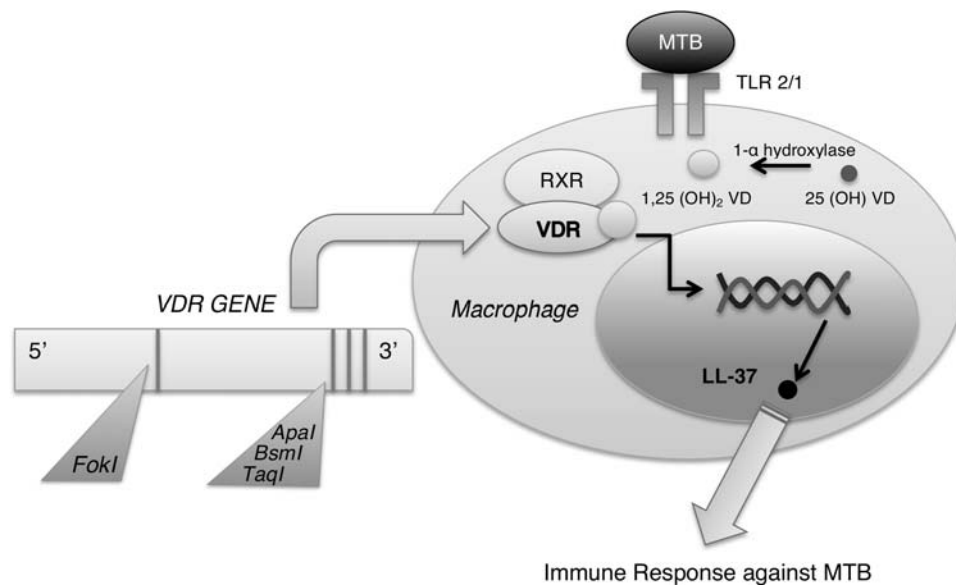 MTB
TLR 2/1
1-α hydroxylase
RXR
1,25 (OH)₂ VD
25 (OH) VD
VDR
VDR GENE
Macrophage
5’
3’
LL-37
ApaI
FokI
BsmI
TaqI
Immune Response against MTB